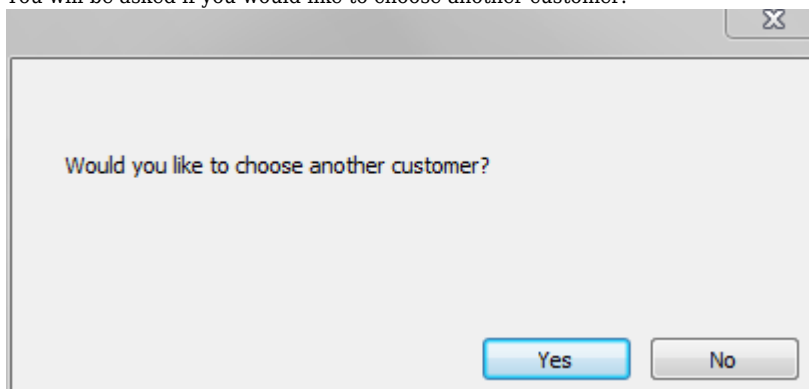 You will be asked if you would like to choose another customer?
Would you like to choose another customer?
Yes
No